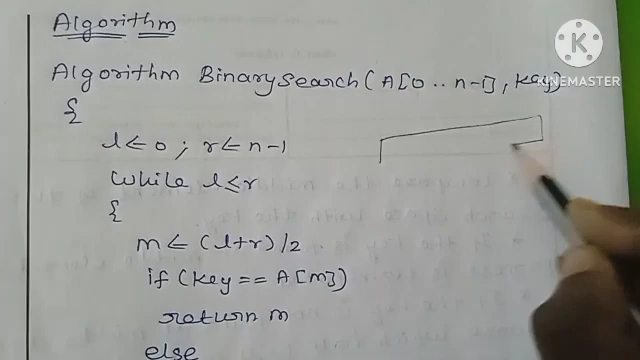 Algorithm
Algorithm BinarySearch(A[0..n-1], key)
{
l←0; r←n-1
while l≤r
{
m←(l+r)/2
if (key==A[m])
return m
else
K
KINEMASTER